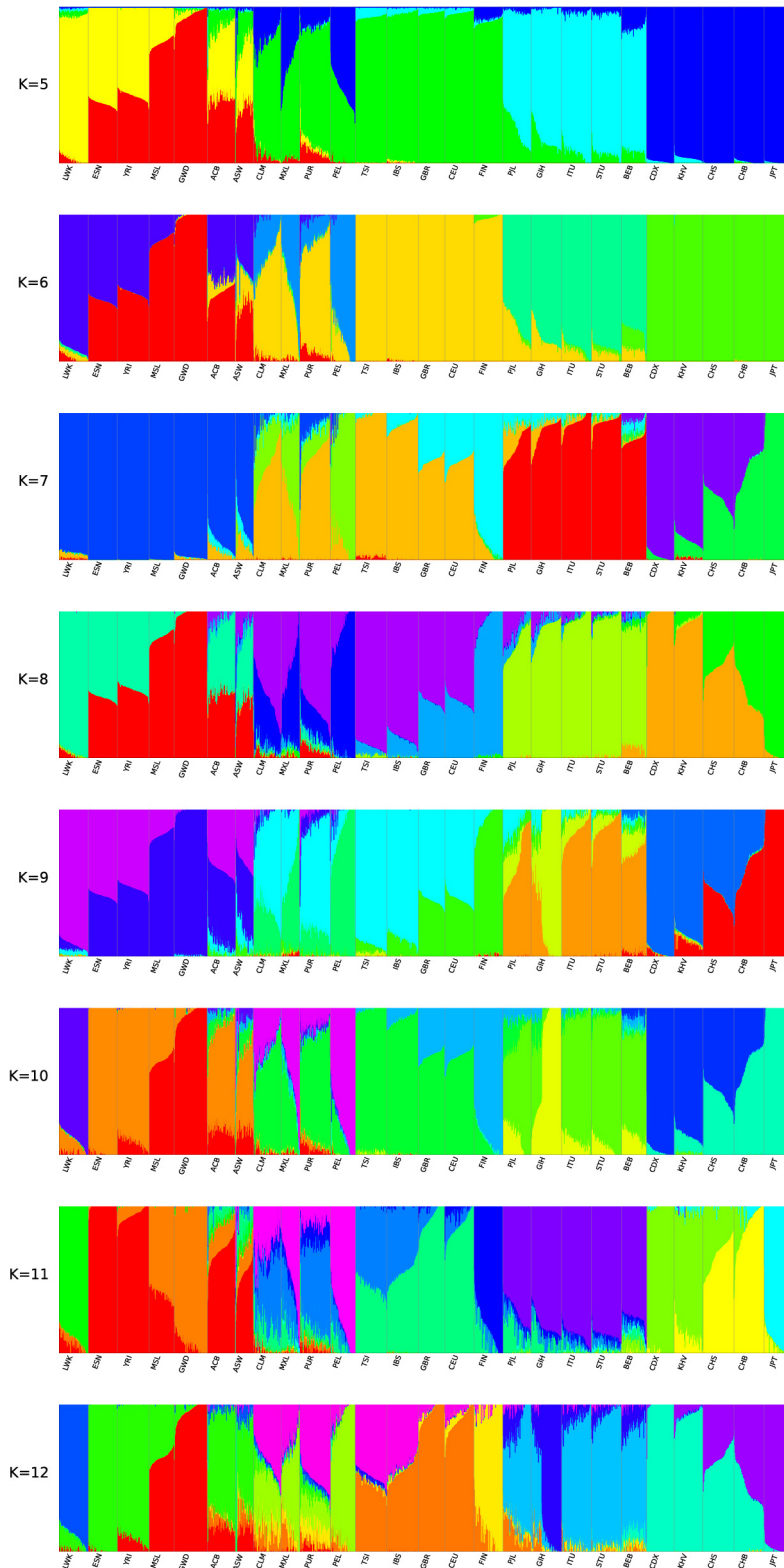 K=5
LWK ESN YRI MSL GWD ACB ASW CLM MXL PUR PEL TSI IBS GBR CEU FIN PJL GIH ITU STU BEB CDX KHV CHS CHB JPT
K=6
LWK ESN YRI MSL GWD ACB ASW CLM MXL PUR PEL TSI IBS GBR CEU FIN PJL GIH ITU STU BEB CDX KHV CHS CHB JPT
K=7
LWK ESN YRI MSL GWD ACB ASW CLM MXL PUR PEL TSI IBS GBR CEU FIN PJL GIH ITU STU BEB CDX KHV CHS CHB JPT
K=8
LWK ESN YRI MSL GWD ACB ASW CLM MXL PUR PEL TSI IBS GBR CEU FIN PJL GIH ITU STU BEB CDX KHV CHS CHB JPT
K=9
LWK ESN YRI MSL GWD ACB ASW CLM MXL PUR PEL TSI IBS GBR CEU FIN PJL GIH ITU STU BEB CDX KHV CHS CHB JPT
K=10
LWK ESN YRI MSL GWD ACB ASW CLM MXL PUR PEL TSI IBS GBR CEU FIN PJL GIH ITU STU BEB CDX KHV CHS CHB JPT
K=11
LWK ESN YRI MSL GWD ACB ASW CLM MXL PUR PEL TSI IBS GBR CEU FIN PJL GIH ITU STU BEB CDX KHV CHS CHB JPT
K=12
LWK ESN YRI MSL GWD ACB ASW CLM MXL PUR PEL TSI IBS GBR CEU FIN PJL GIH ITU STU BEB CDX KHV CHS CHB JPT